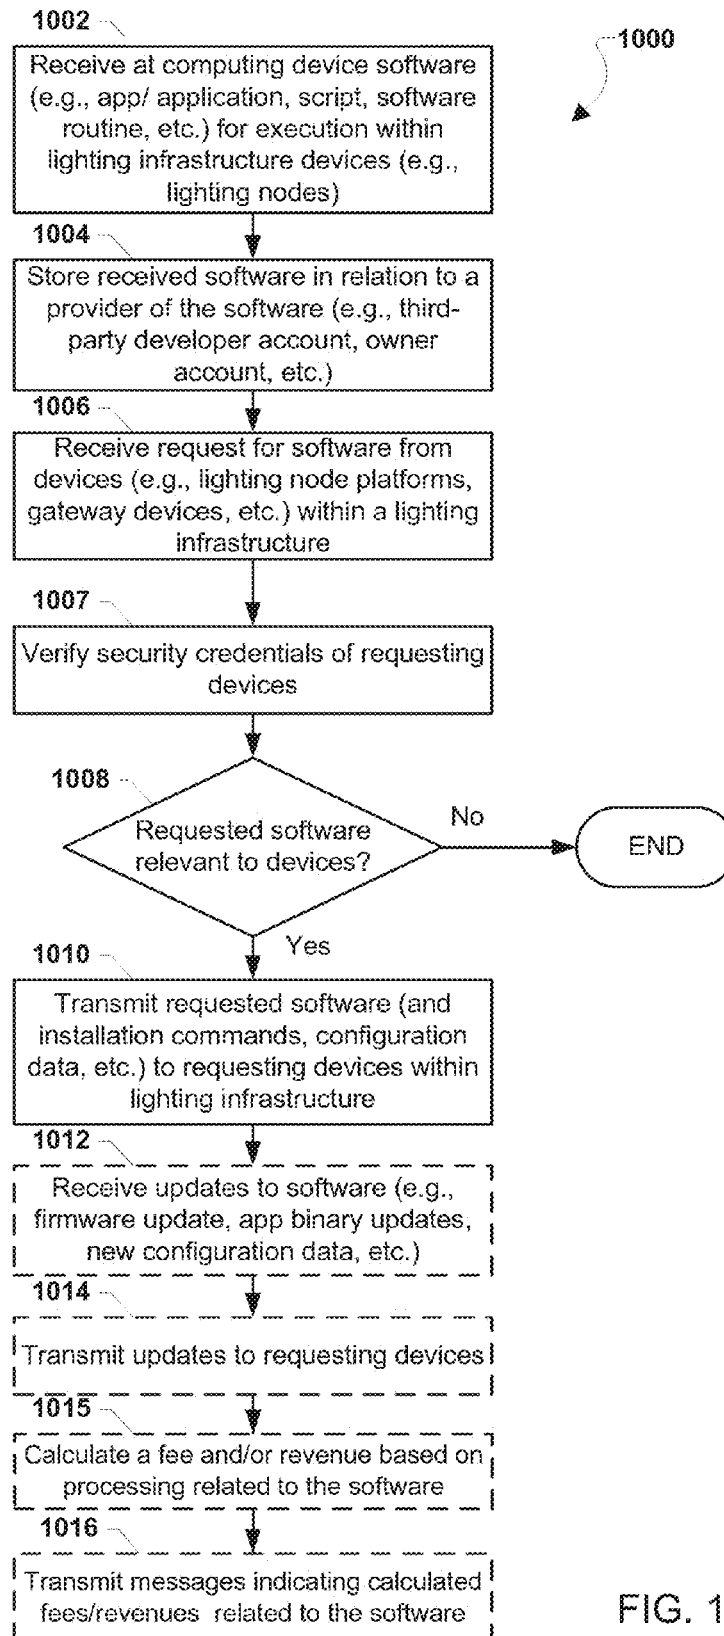 1002
1000
Receive at computing device software
(e.g., app/ application, script, software
routine, etc.) for execution within
lighting infrastructure devices (e.g.,
lighting nodes)
1004
Store received software in relation to a
provider of the software (e.g., third-
party developer account, owner
account, etc.)
1006
Receive request for software from
devices (e.g., lighting node platforms,
gateway devices, etc.) within a lighting
infrastructure
1007
Verify security credentials of requesting
devices
1008
Requested software
relevant to devices?
No
END
Yes
1010
Transmit requested software (and
installation commands, configuration
data, etc.) to requesting devices within
lighting infrastructure
1012
Receive updates to software (e.g.,
firmware update, app binary updates,
new configuration data, etc.)
1014
Transmit updates to requesting devices
1015
Calculate a fee and/or revenue based on
processing related to the software
1016
Transmit messages indicating calculated
fees/revenues related to the software
FIG. 1